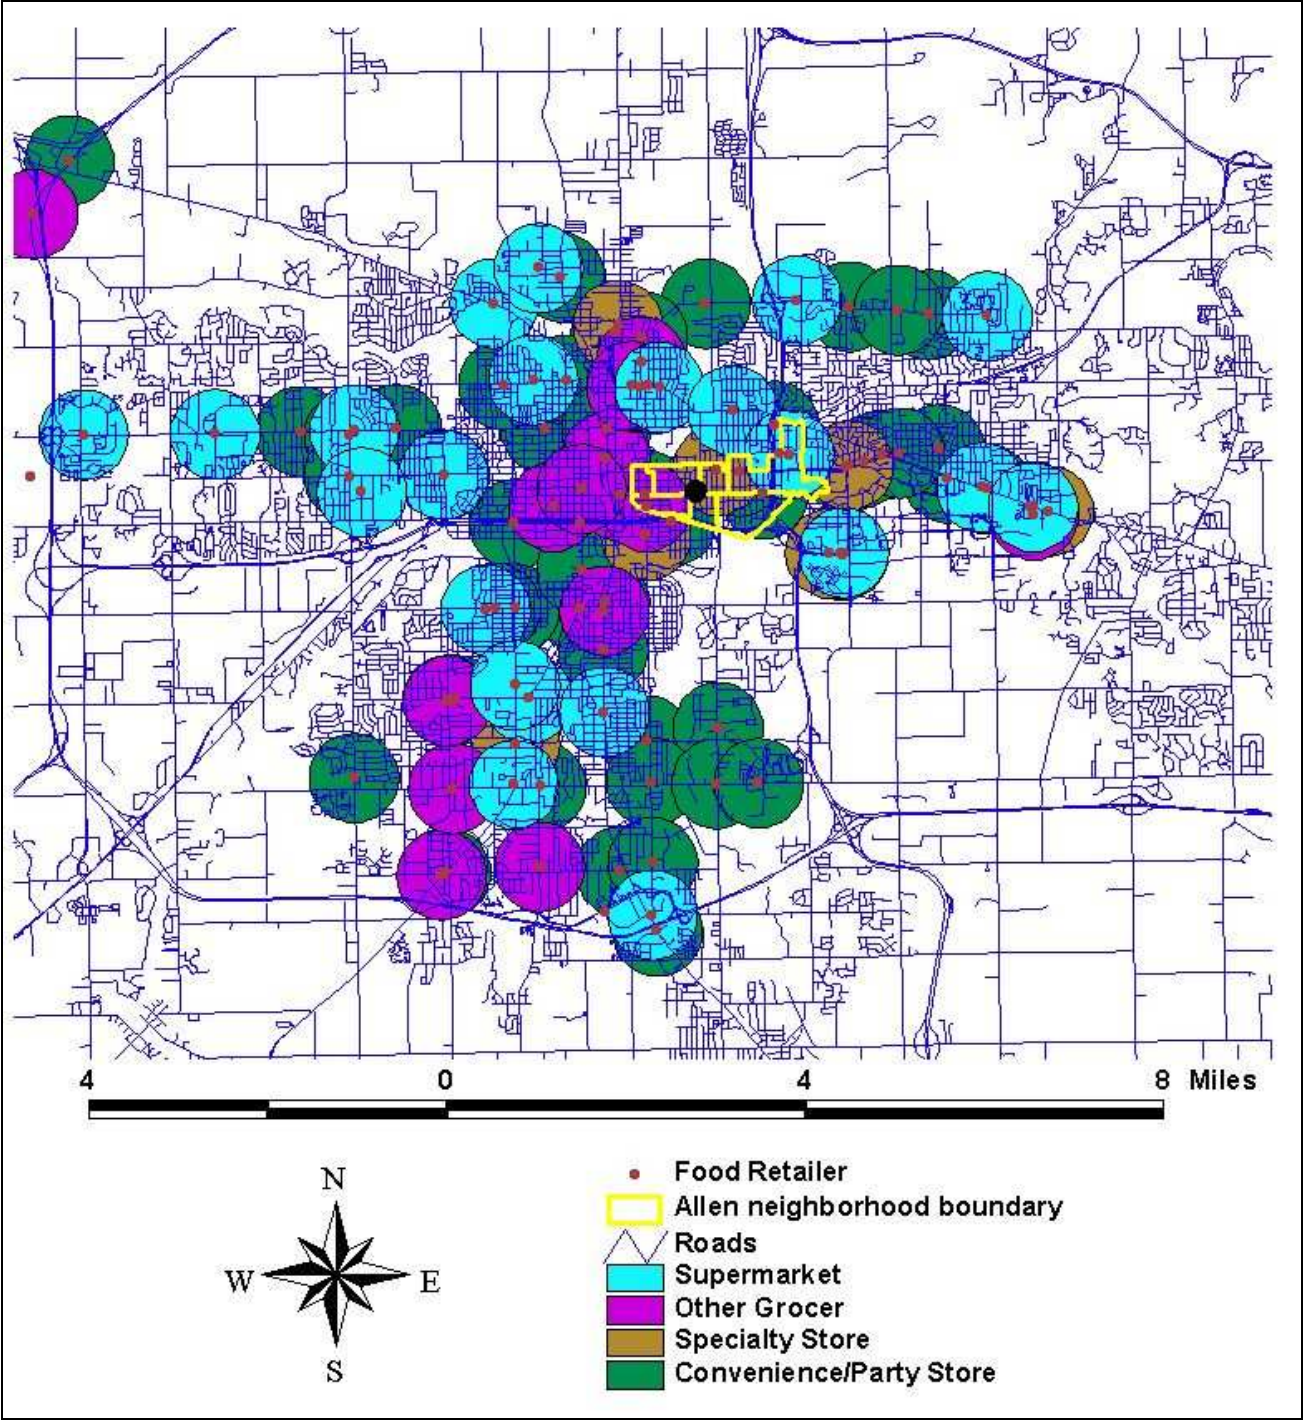 4 0 4 8 Miles
N
W E
S
Food Retailer
Allen neighborhood boundary
Roads
Supermarket
Other Grocer
Specialty Store
Convenience/Party Store